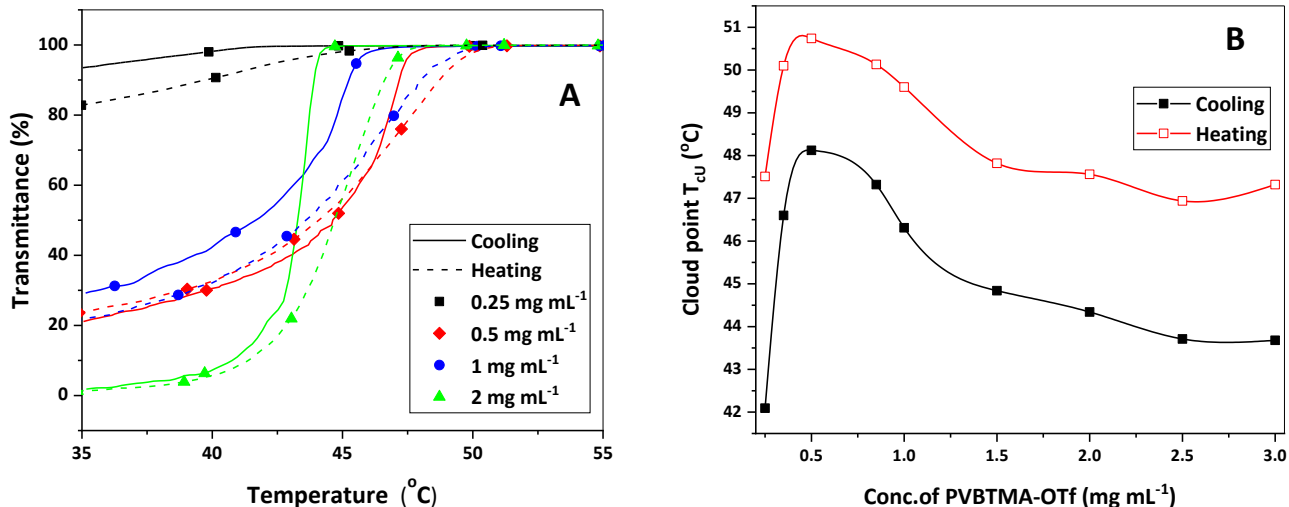 A
Transmittance (%)
100
80
60
40
20
0
Cooling
Heating
0.25 mg mL⁻¹
0.5 mg mL⁻¹
1 mg mL⁻¹
2 mg mL⁻¹
35 40 45 50 55
Temperature (°C)
B
Cloud point TcU (°C)
51
50
49
48
47
46
45
44
43
42
Cooling
Heating
0.5 1.0 1.5 2.0 2.5 3.0
Conc.of PVBTMA-OTf (mg mL⁻¹)